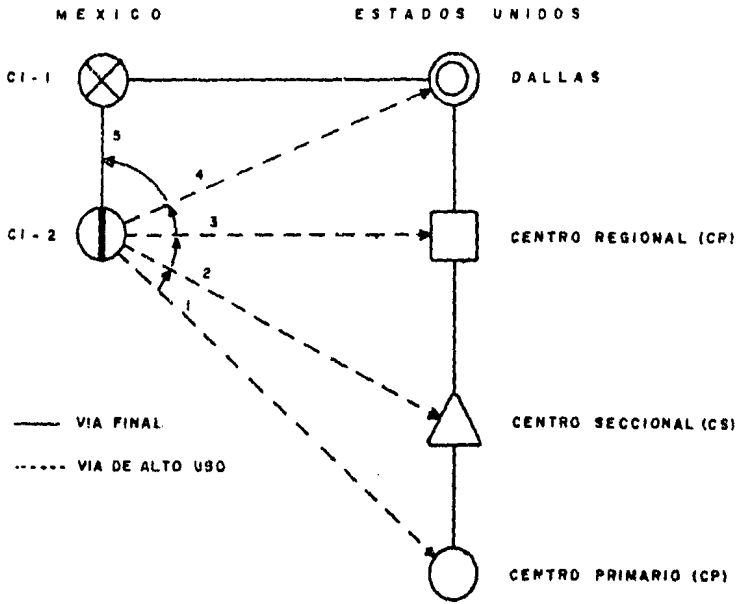 MEXICO
ESTADOS UNIDOS
CI-1
DALLAS
5
4
CI-2
3
CENTRO REGIONAL (CR)
2
1
VIA FINAL
CENTRO SECCIONAL (CS)
VIA DE ALTO USO
CENTRO PRIMARIO (CP)